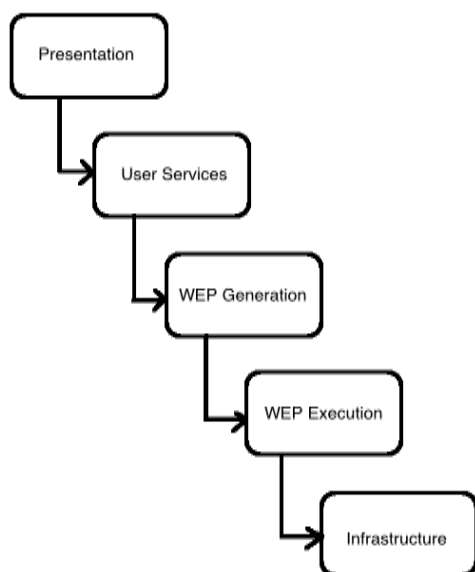 Presentation
User Services
WEP Generation
WEP Execution
Infrastructure